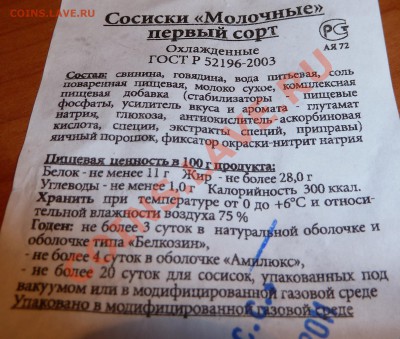 COINS.LAVE.RU
Сосиски «Молочные»
первый сорт
Охлажденные
ГОСТ Р 52196-2003
АЯ 72
Состав: свинина, говядина, вода питьевая, соль
поваренная пищевая, молоко сухое, комплексная
пищевая добавка (стабилизаторы - пищевые
фосфаты, усилитель вкуса и аромата - глутамат
натрия, глюкоза, антиокислитель-аскорбиновая
кислота, специи, экстракты специй, приправы)
яичный порошок, фиксатор окраски-нитрит натрия
Пищевая ценность в 100 г продукта:
Белок - не менее 11 г Жир - не более 28,0 г
Углеводы - не менее 1,0 г Калорийность 300 ккал.
Хранить при температуре от 0 до +6°С и относи-
тельной влажности воздуха 75 %
Годен: не более 3 суток в натуральной оболочке и
оболочке типа «Белкозин»,
- не более суток в оболочке «Амилюкс»,
- не более 20 суток для сосисок, упакованных под
вакуумом или в модифицированной газовой среде
Упаковано в модифицированной газовой среде